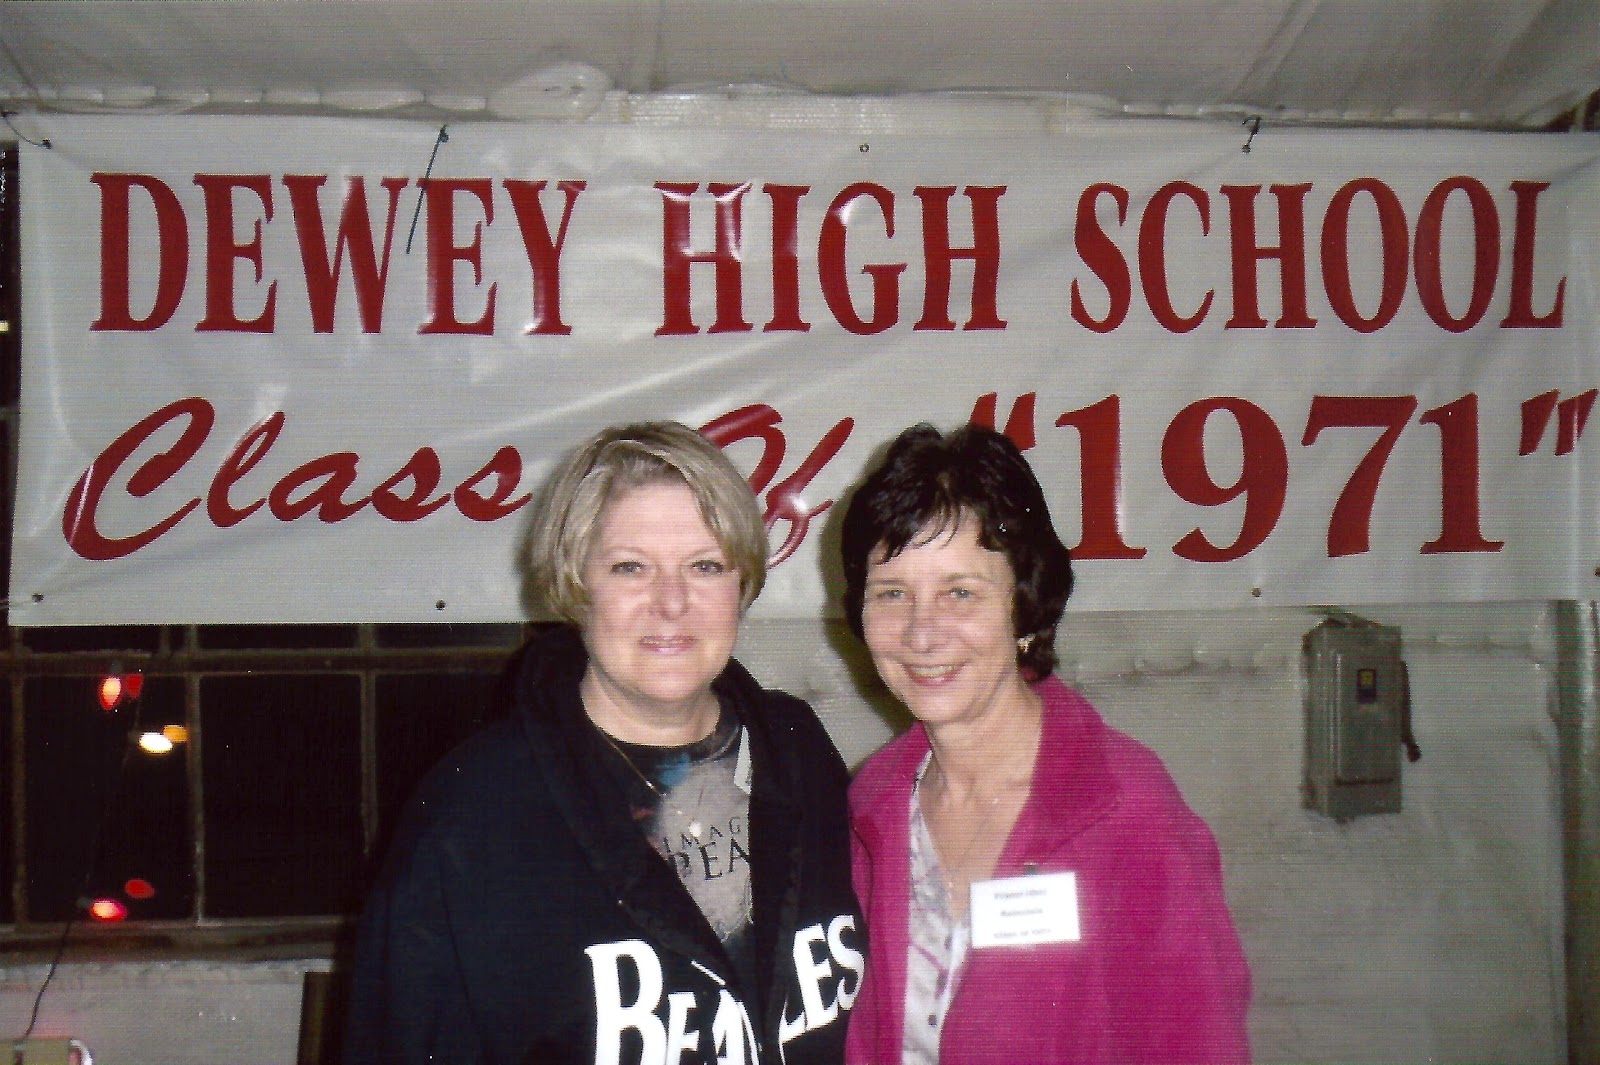 DEWEY HIGH SCHOOL
Class Of "1971"
IMAG
PEA
BEATLES